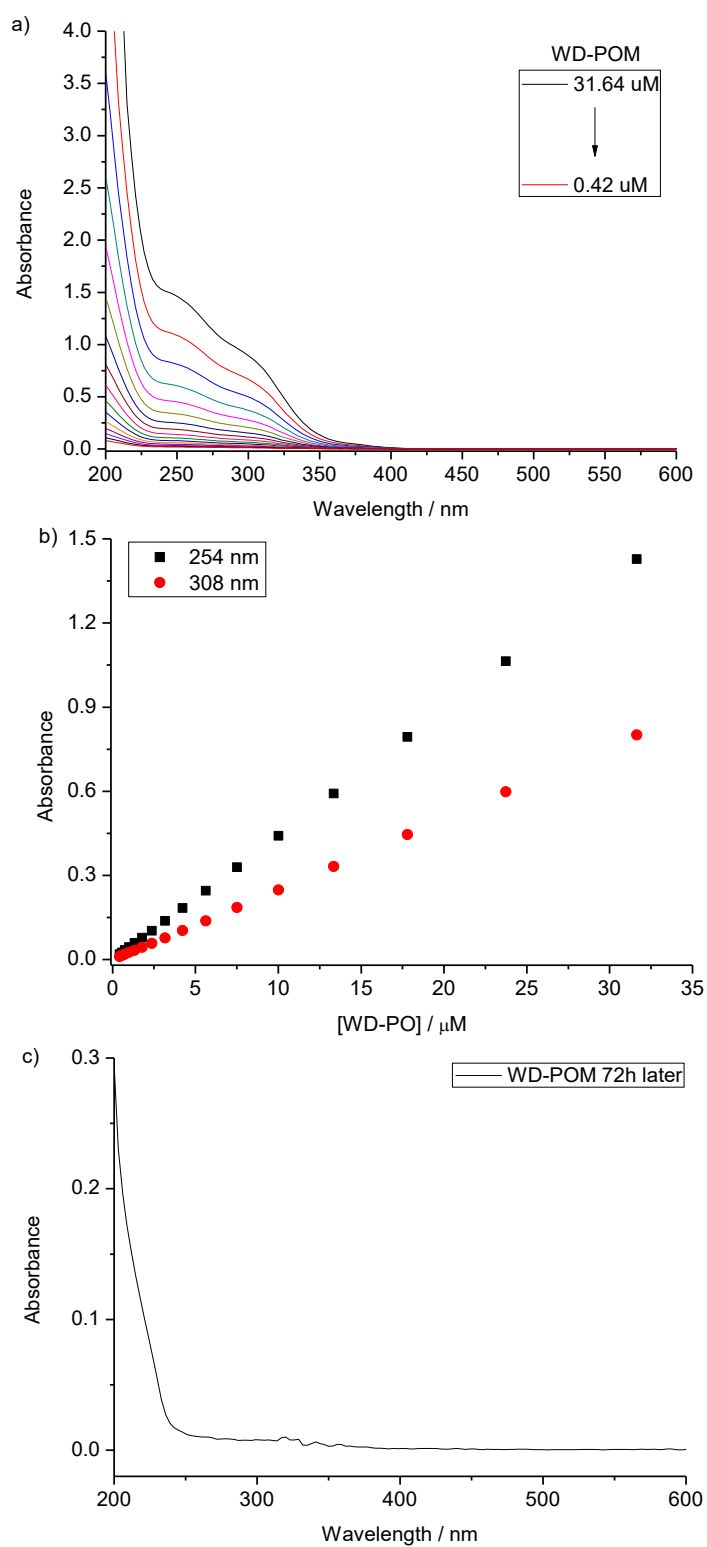 a)
4.0
3.5
3.0
2.5
2.0
1.5
1.0
0.5
0.0
Absorbance
WD-POM
31.64 uM
0.42 uM
200 250 300 350 400 450 500 550 600
Wavelength / nm
b)
1.5
1.2
0.9
0.6
0.3
0.0
Absorbance
254 nm
308 nm
0 5 10 15 20 25 30 35
[WD-PO] / μM
c)
0.3
0.2
0.1
0.0
Absorbance
WD-POM 72h later
200 300 400 500 600
Wavelength / nm